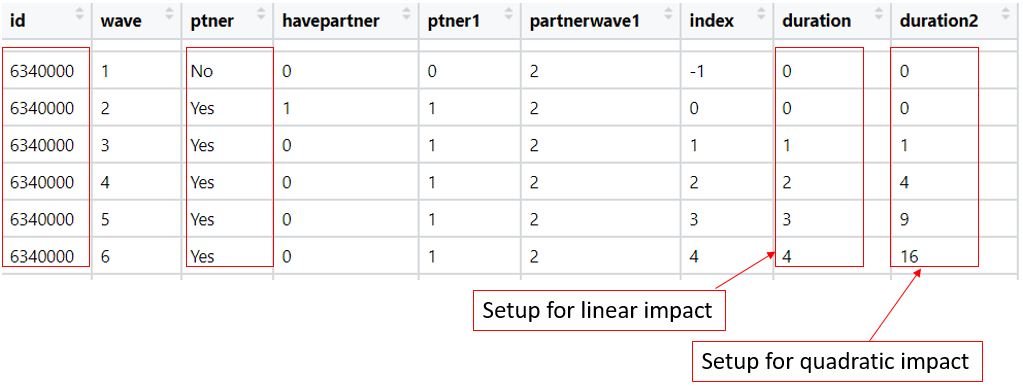 id wave ptner havepartner ptner1 partnerwave1 index duration duration2
6340000 1 No 0 0 2 -1 0 0
6340000 2 Yes 1 1 2 0 0 0
6340000 3 Yes 0 1 2 1 1 1
6340000 4 Yes 0 1 2 2 2 4
6340000 5 Yes 0 1 2 3 3 9
6340000 6 Yes 0 1 2 4 4 16
Setup for linear impact
Setup for quadratic impact